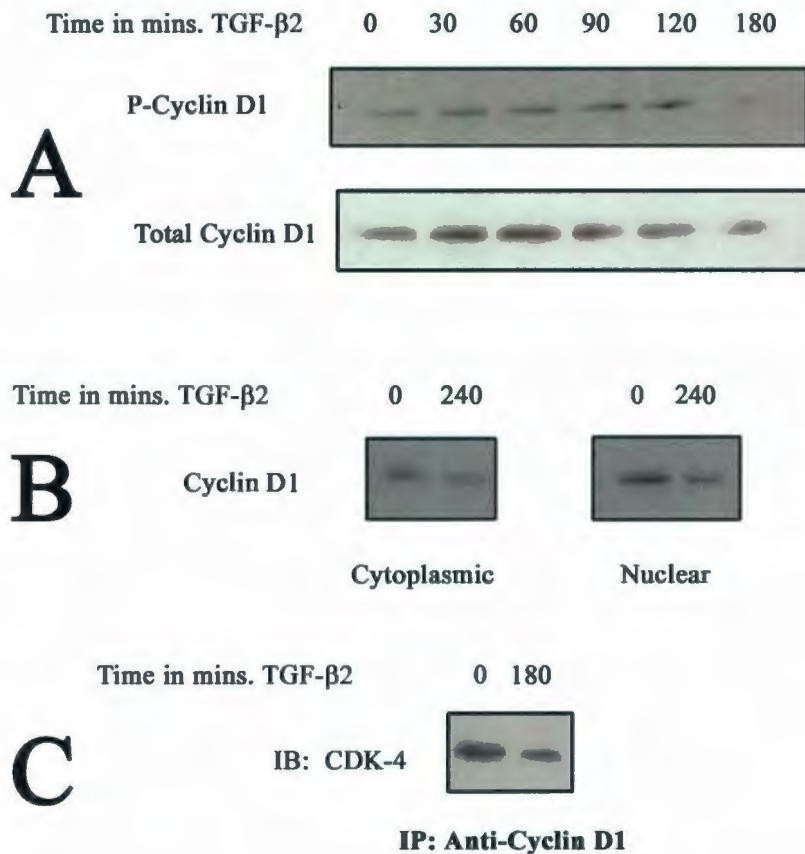 Time in mins. TGF-β2 0 30 60 90 120 180
P-Cyclin D1
A
Total Cyclin D1
Time in mins. TGF-β2 0 240 0 240
B
Cyclin D1
Cytoplasmic Nuclear
Time in mins. TGF-β2 0 180
C
IB: CDK-4
IP: Anti-Cyclin D1